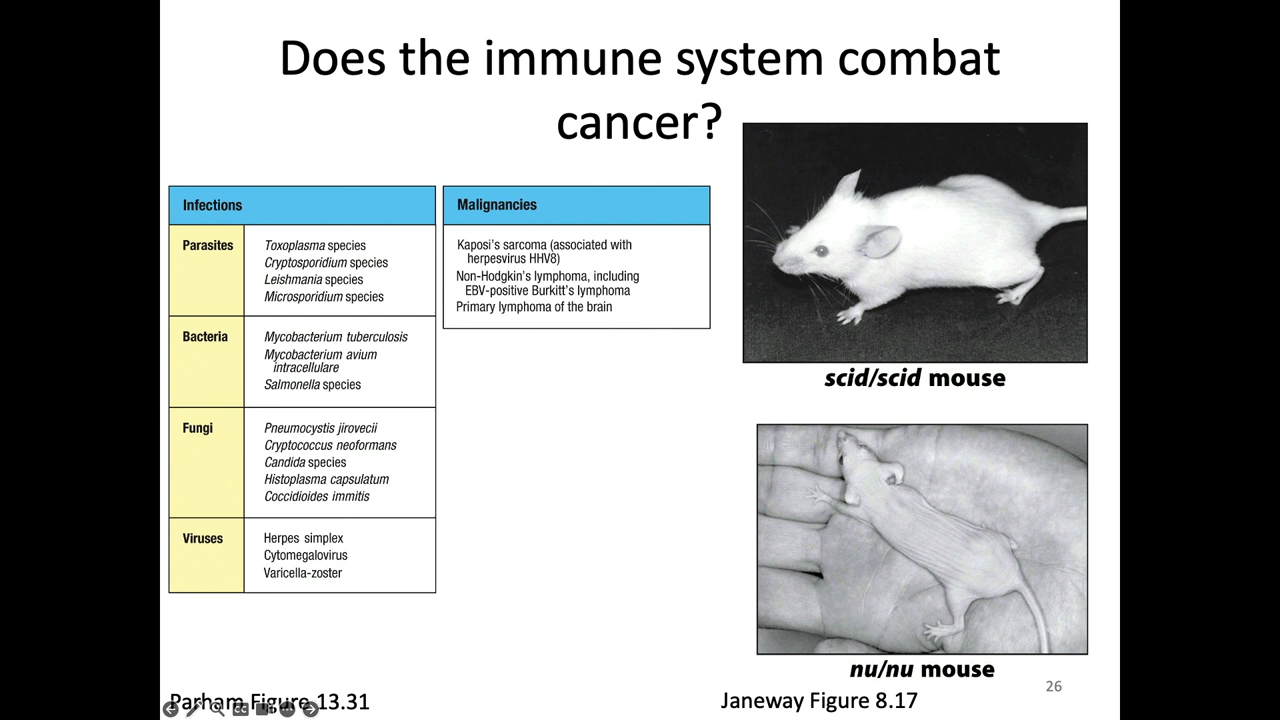 Does the immune system combat
cancer?
Infections
Parasites
Toxoplasma species
Cryptosporidium species
Leishmania species
Microsporidium species
Bacteria
Mycobacterium tuberculosis
Mycobacterium avium
intracellulare
Salmonella species
Fungi
Pneumocystis jirovecii
Cryptococcus neoformans
Candida species
Histoplasma capsulatum
Coccidioides immitis
Viruses
Herpes simplex
Cytomegalovirus
Varicella-zoster
Malignancies
Kaposi's sarcoma (associated with
herpesvirus HHV8)
Non-Hodgkin's lymphoma, including
EBV-positive Burkitt's lymphoma
Primary lymphoma of the brain
scid/scid mouse
nu/nu mouse
Parham Figure 13.31
Janeway Figure 8.17
26
CC